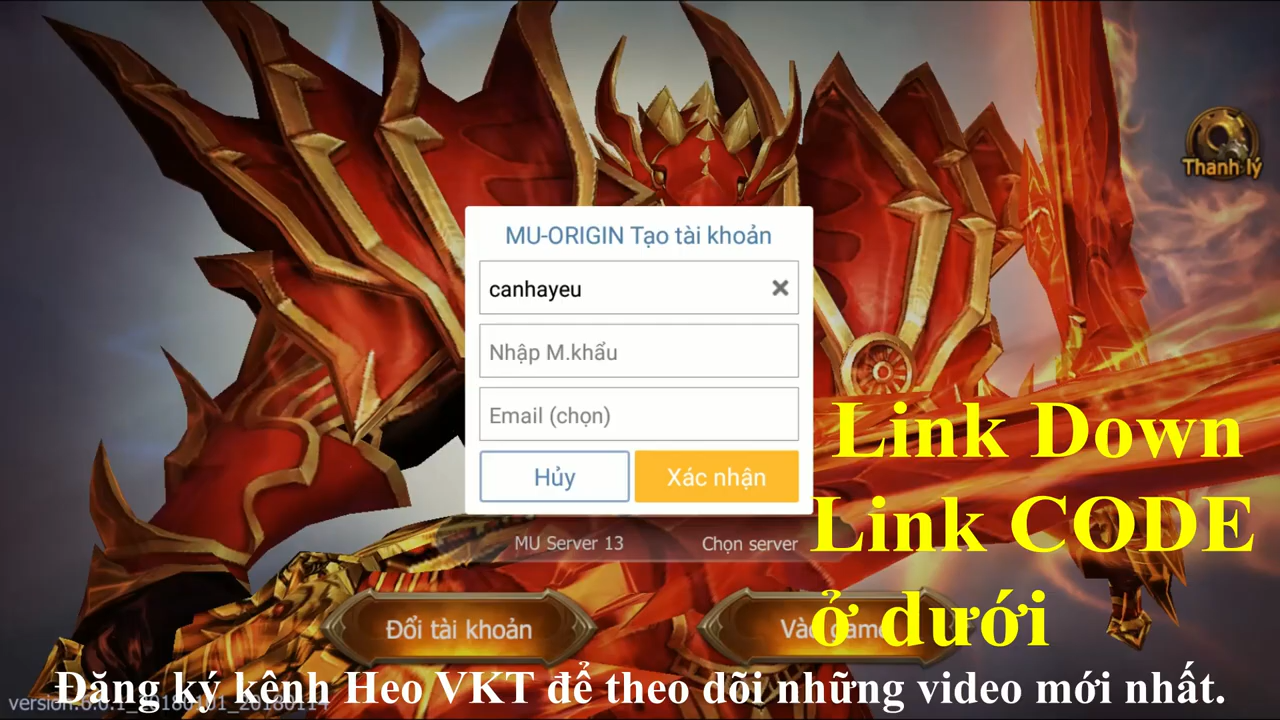 Thanh lý
MU-ORIGIN Tạo tài khoản
canhayeu
Nhập M.khẩu
Email (chọn)
Hủy
Xác nhận
Link Down
Link CODE
ở dưới
MU Server 13
Chọn server
Đổi tài khoản
Vào game
Đăng ký kênh Heo VKT để theo dõi những video mới nhất.